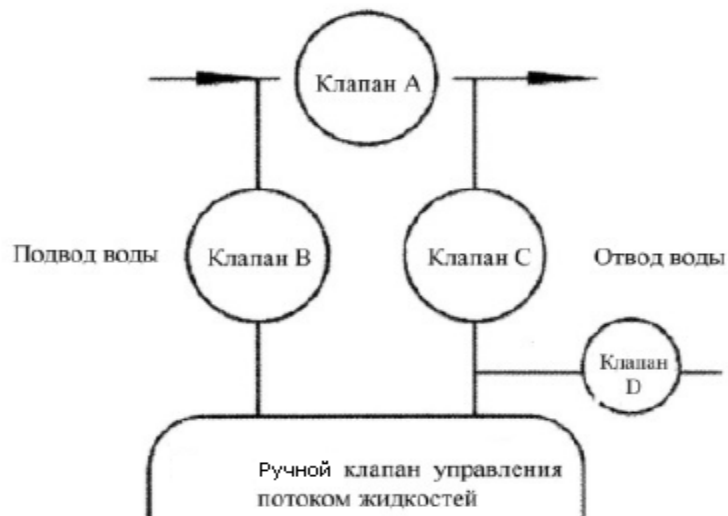 Клапан А
Подвод воды
Клапан В
Клапан С
Отвод воды
Клапан
D
Ручной клапан управления
потоком жидкостей